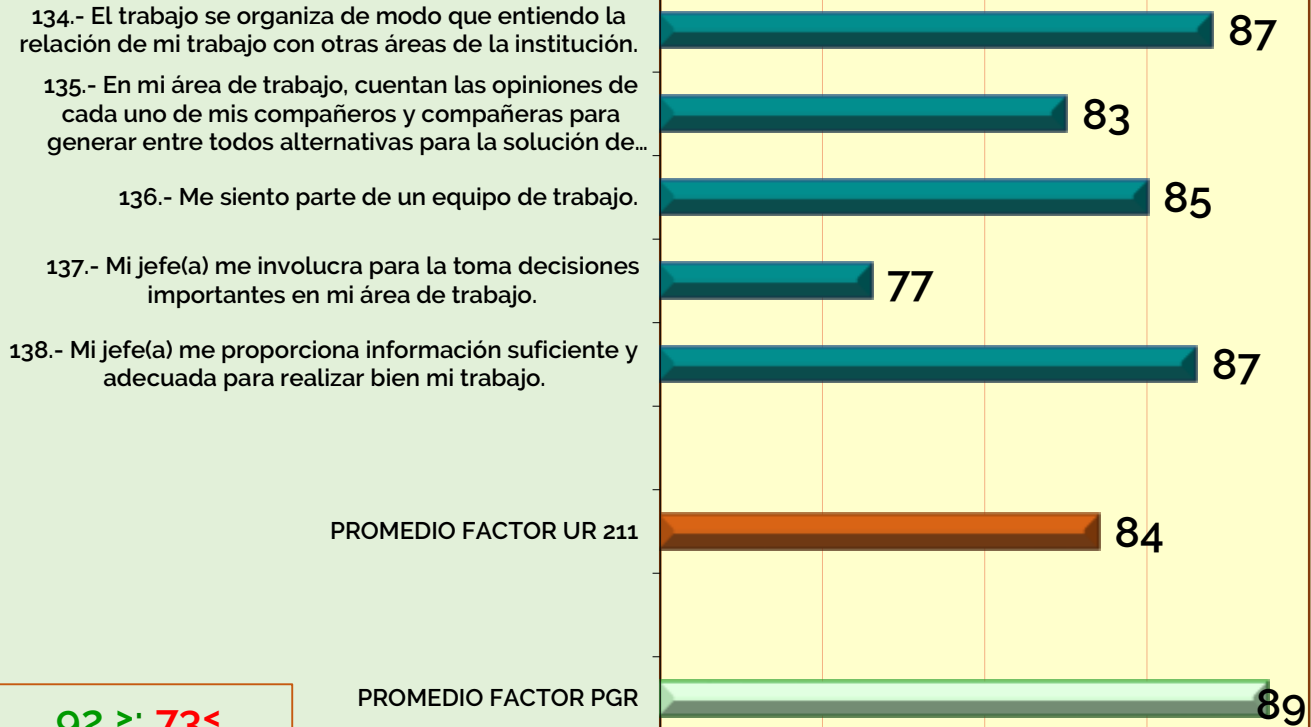 134.- El trabajo se organiza de modo que entiendo la
relación de mi trabajo con otras áreas de la institución.
87
135.- En mi área de trabajo, cuentan las opiniones de
cada uno de mis compañeros y compañeras para
generar entre todos alternativas para la solución de...
83
136.- Me siento parte de un equipo de trabajo.
85
137.- Mi jefe(a) me involucra para la toma decisiones
importantes en mi área de trabajo.
77
138.- Mi jefe(a) me proporciona información suficiente y
adecuada para realizar bien mi trabajo.
87
PROMEDIO FACTOR UR 211
84
PROMEDIO FACTOR PGR
89
92 ≥; 73≤